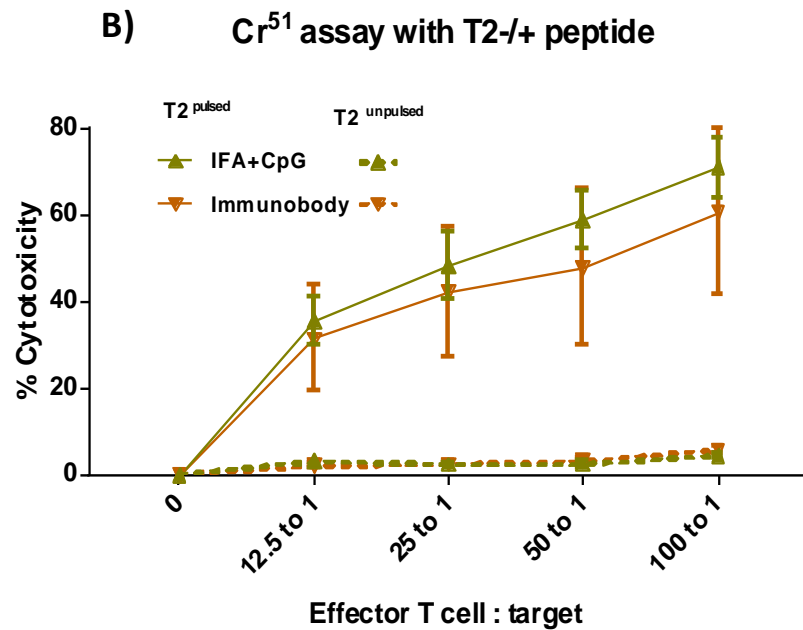 B) Cr⁵¹ assay with T2-/+ peptide
T2 pulsed T2 unpulsed
IFA+CpG
Immunobody
80
60
40
20
0
% Cytotoxicity
0 12.5 to 1 25 to 1 50 to 1 100 to 1
Effector T cell : target